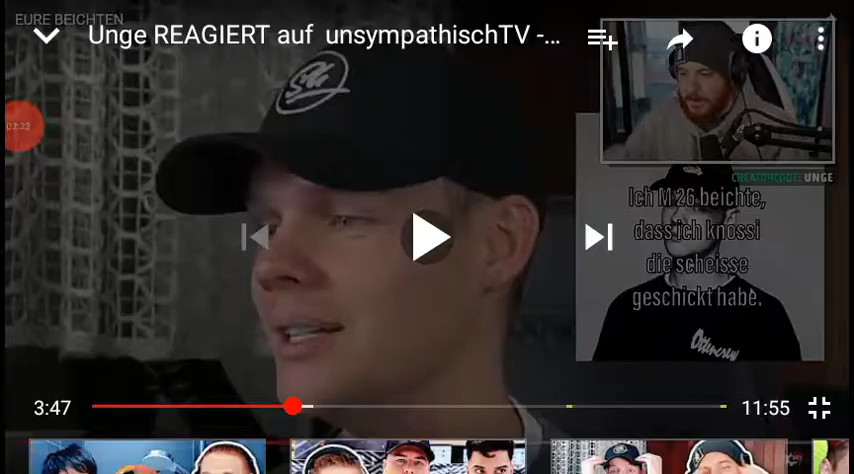 EURE BEICHTEN
Unge REAGIERT auf unsympathischTV -...
02:23
CREATORCODE: UNGE
Ich M 26 beichte,
dass ich knossi
die scheisse
geschickt habe.
Ottencrew
3:47
11:55